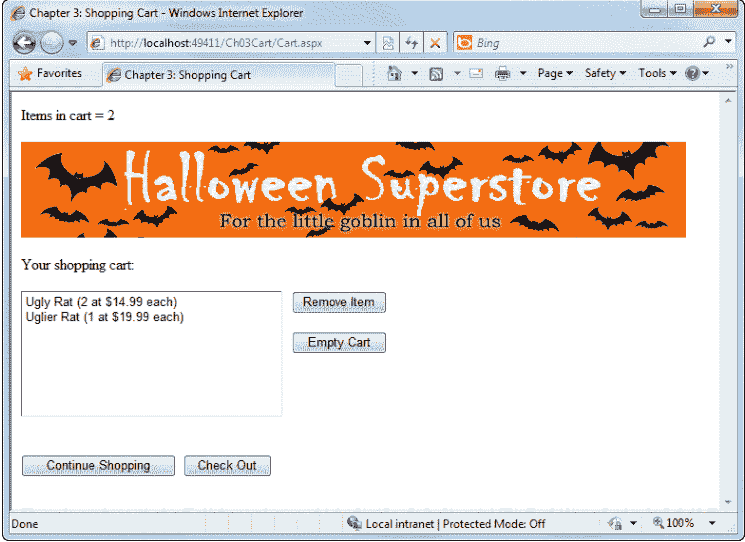 Chapter 3: Shopping Cart - Windows Internet Explorer
http://localhost:49411/Ch03Cart/Cart.aspx
Bing
Favorites
Chapter 3: Shopping Cart
Page
Safety
Tools
Items in cart = 2
Halloween Superstore
For the little goblin in all of us
Your shopping cart:
Ugly Rat (2 at $14.99 each)
Uglier Rat (1 at $19.99 each)
Remove Item
Empty Cart
Continue Shopping
Check Out
Done
Local intranet | Protected Mode: Off
100%